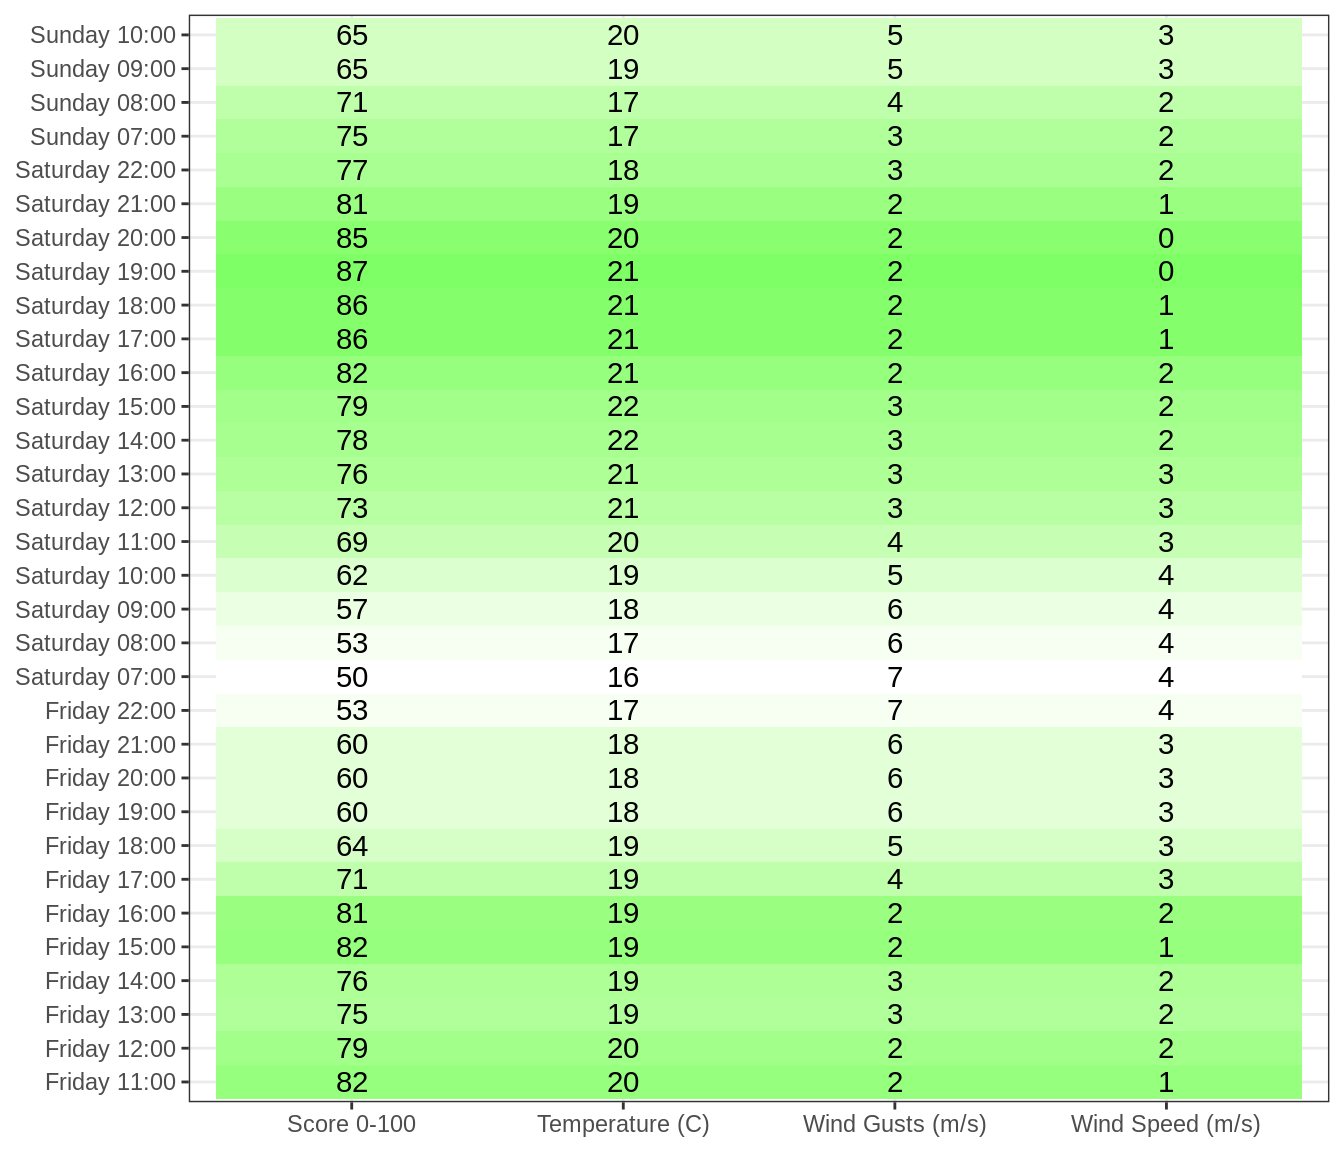 Sunday 10:00 65 20 5 3
Sunday 09:00 65 19 5 3
Sunday 08:00 71 17 4 2
Sunday 07:00 75 17 3 2
Saturday 22:00 77 18 3 2
Saturday 21:00 81 19 2 1
Saturday 20:00 85 20 2 0
Saturday 19:00 87 21 2 0
Saturday 18:00 86 21 2 1
Saturday 17:00 86 21 2 1
Saturday 16:00 82 21 2 2
Saturday 15:00 79 22 3 2
Saturday 14:00 78 22 3 2
Saturday 13:00 76 21 3 3
Saturday 12:00 73 21 3 3
Saturday 11:00 69 20 4 3
Saturday 10:00 62 19 5 4
Saturday 09:00 57 18 6 4
Saturday 08:00 53 17 6 4
Saturday 07:00 50 16 7 4
Friday 22:00 53 17 7 4
Friday 21:00 60 18 6 3
Friday 20:00 60 18 6 3
Friday 19:00 60 18 6 3
Friday 18:00 64 19 5 3
Friday 17:00 71 19 4 3
Friday 16:00 81 19 2 2
Friday 15:00 82 19 2 1
Friday 14:00 76 19 3 2
Friday 13:00 75 19 3 2
Friday 12:00 79 20 2 2
Friday 11:00 82 20 2 1
Score 0-100 Temperature (C) Wind Gusts (m/s) Wind Speed (m/s)